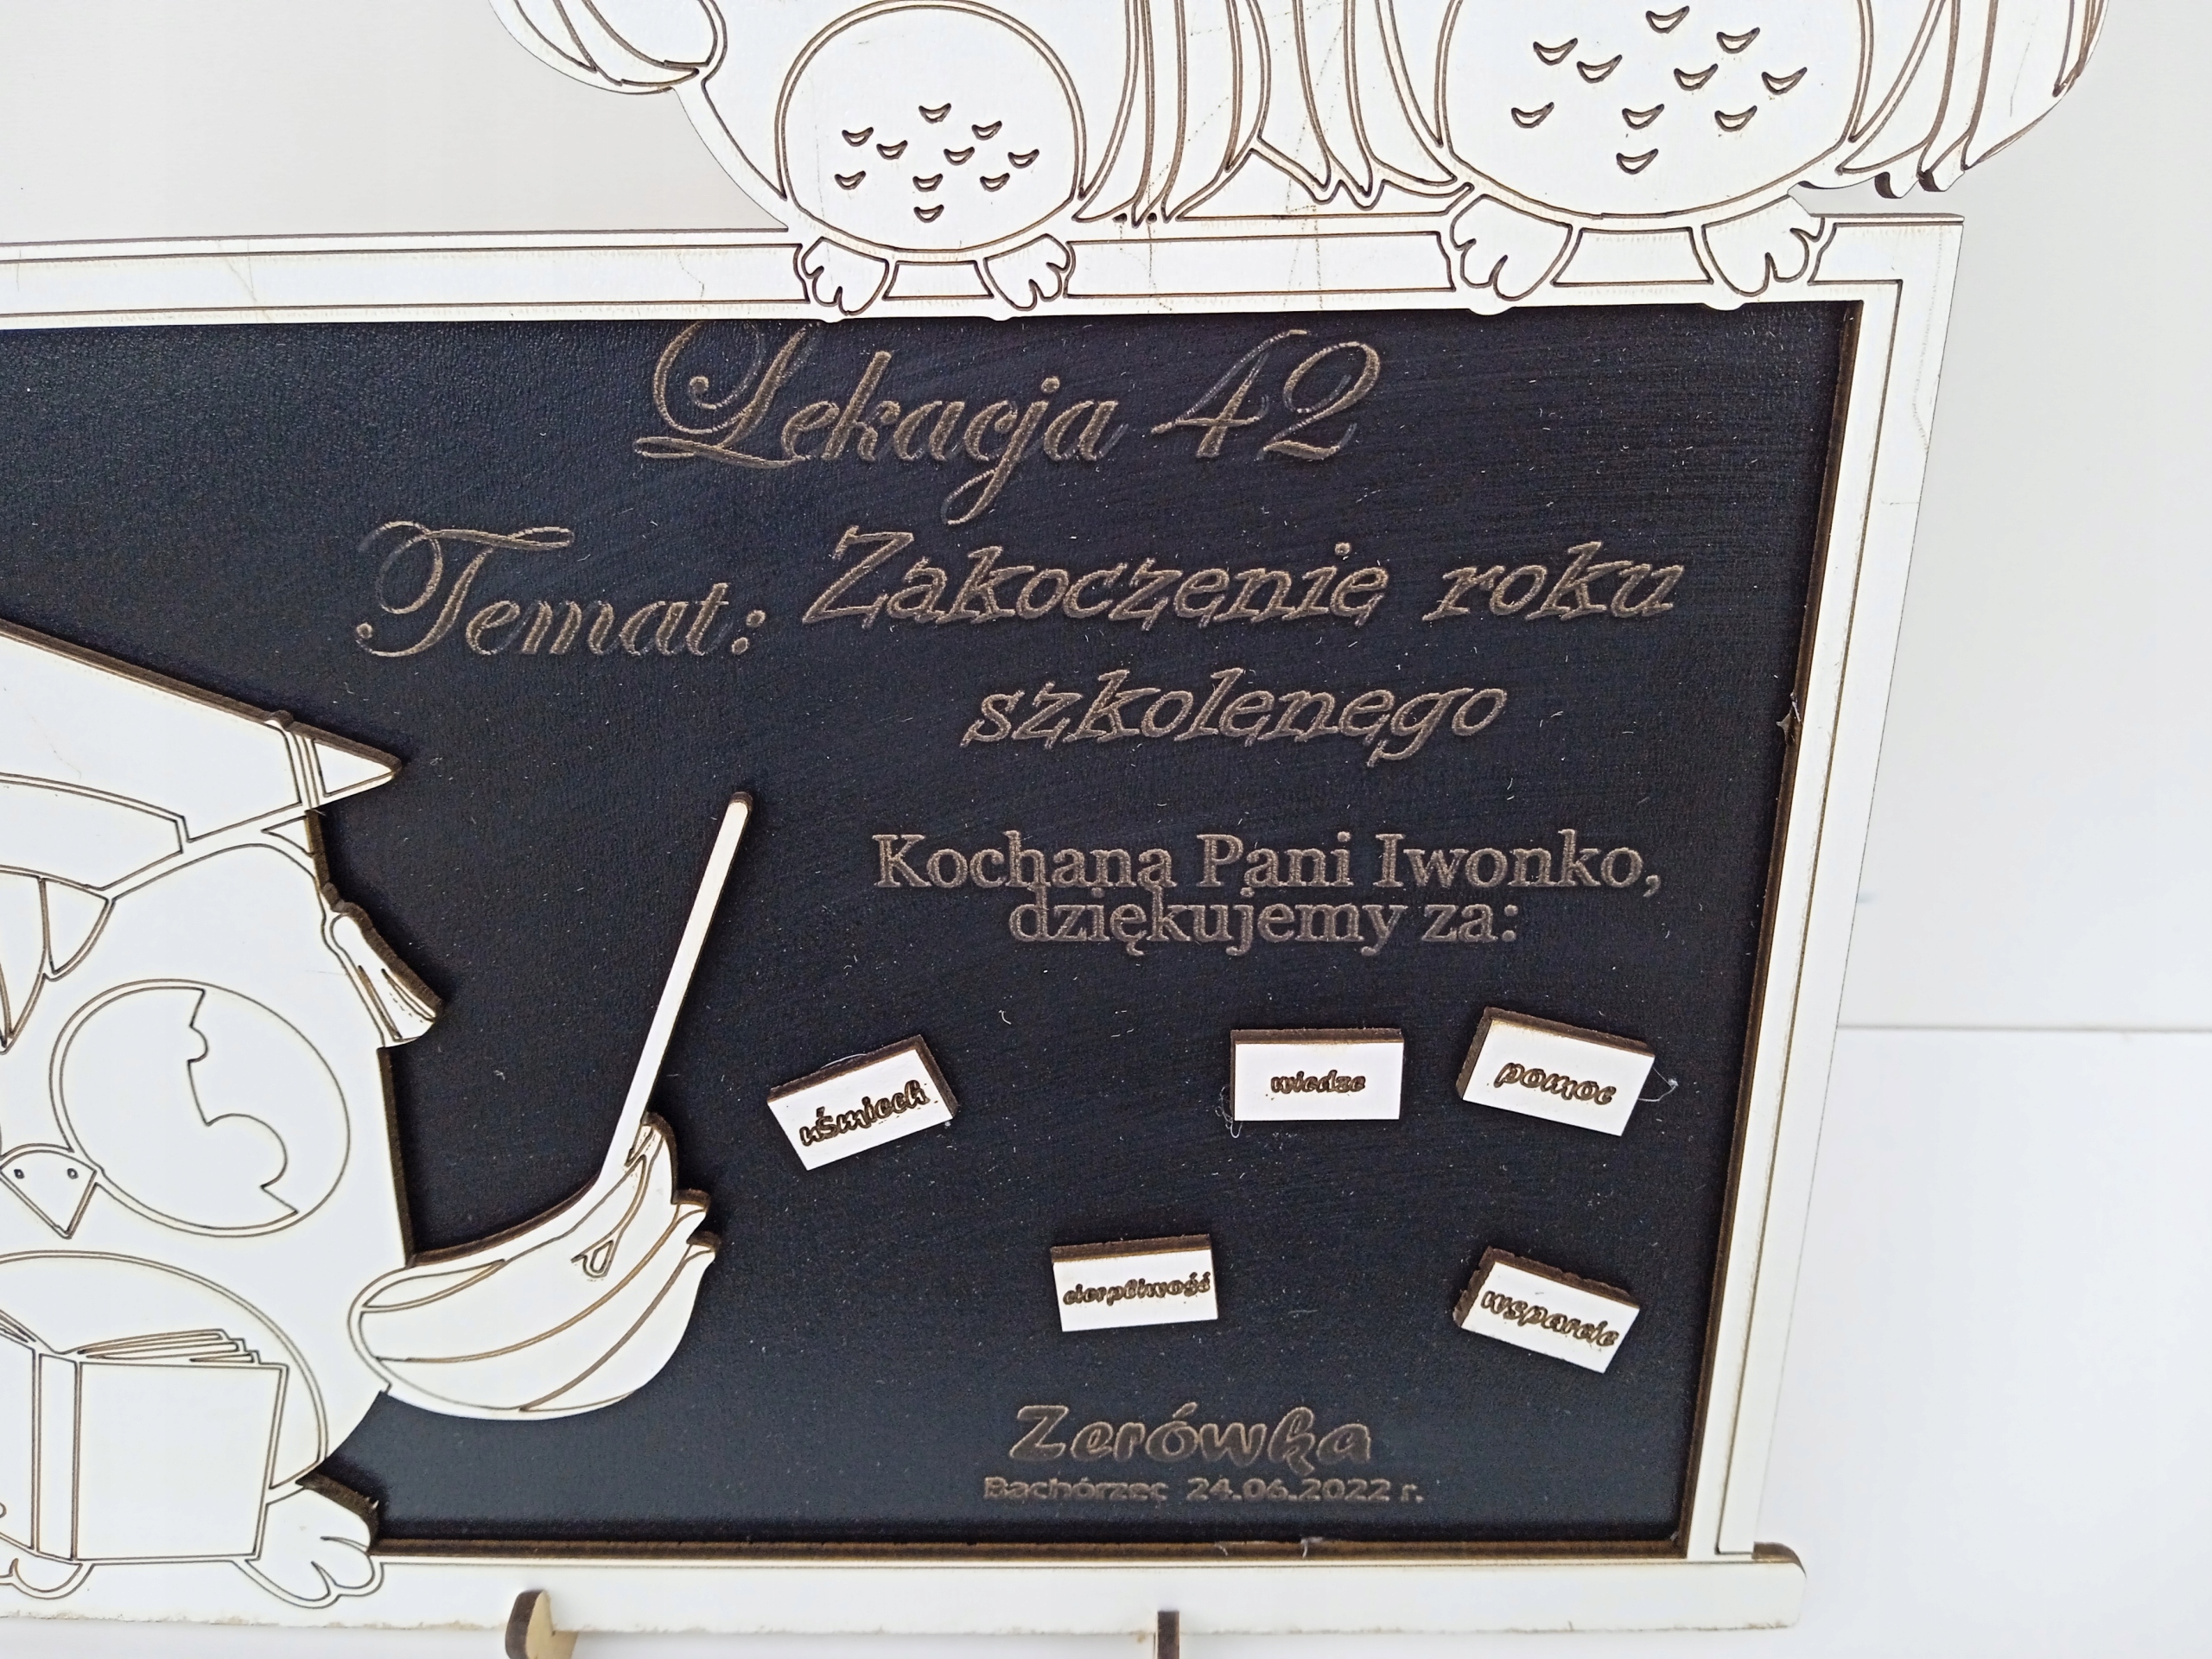 Lekacja 42
Temat: Zakoczenie roku
szkolenego
Kochana Pani Iwonko,
dziękujemy za:
uśmiech
wiedze
pomoc
cierpliwość
wsparcie
Zerówka
Bachórzec 24.06.2022 r.